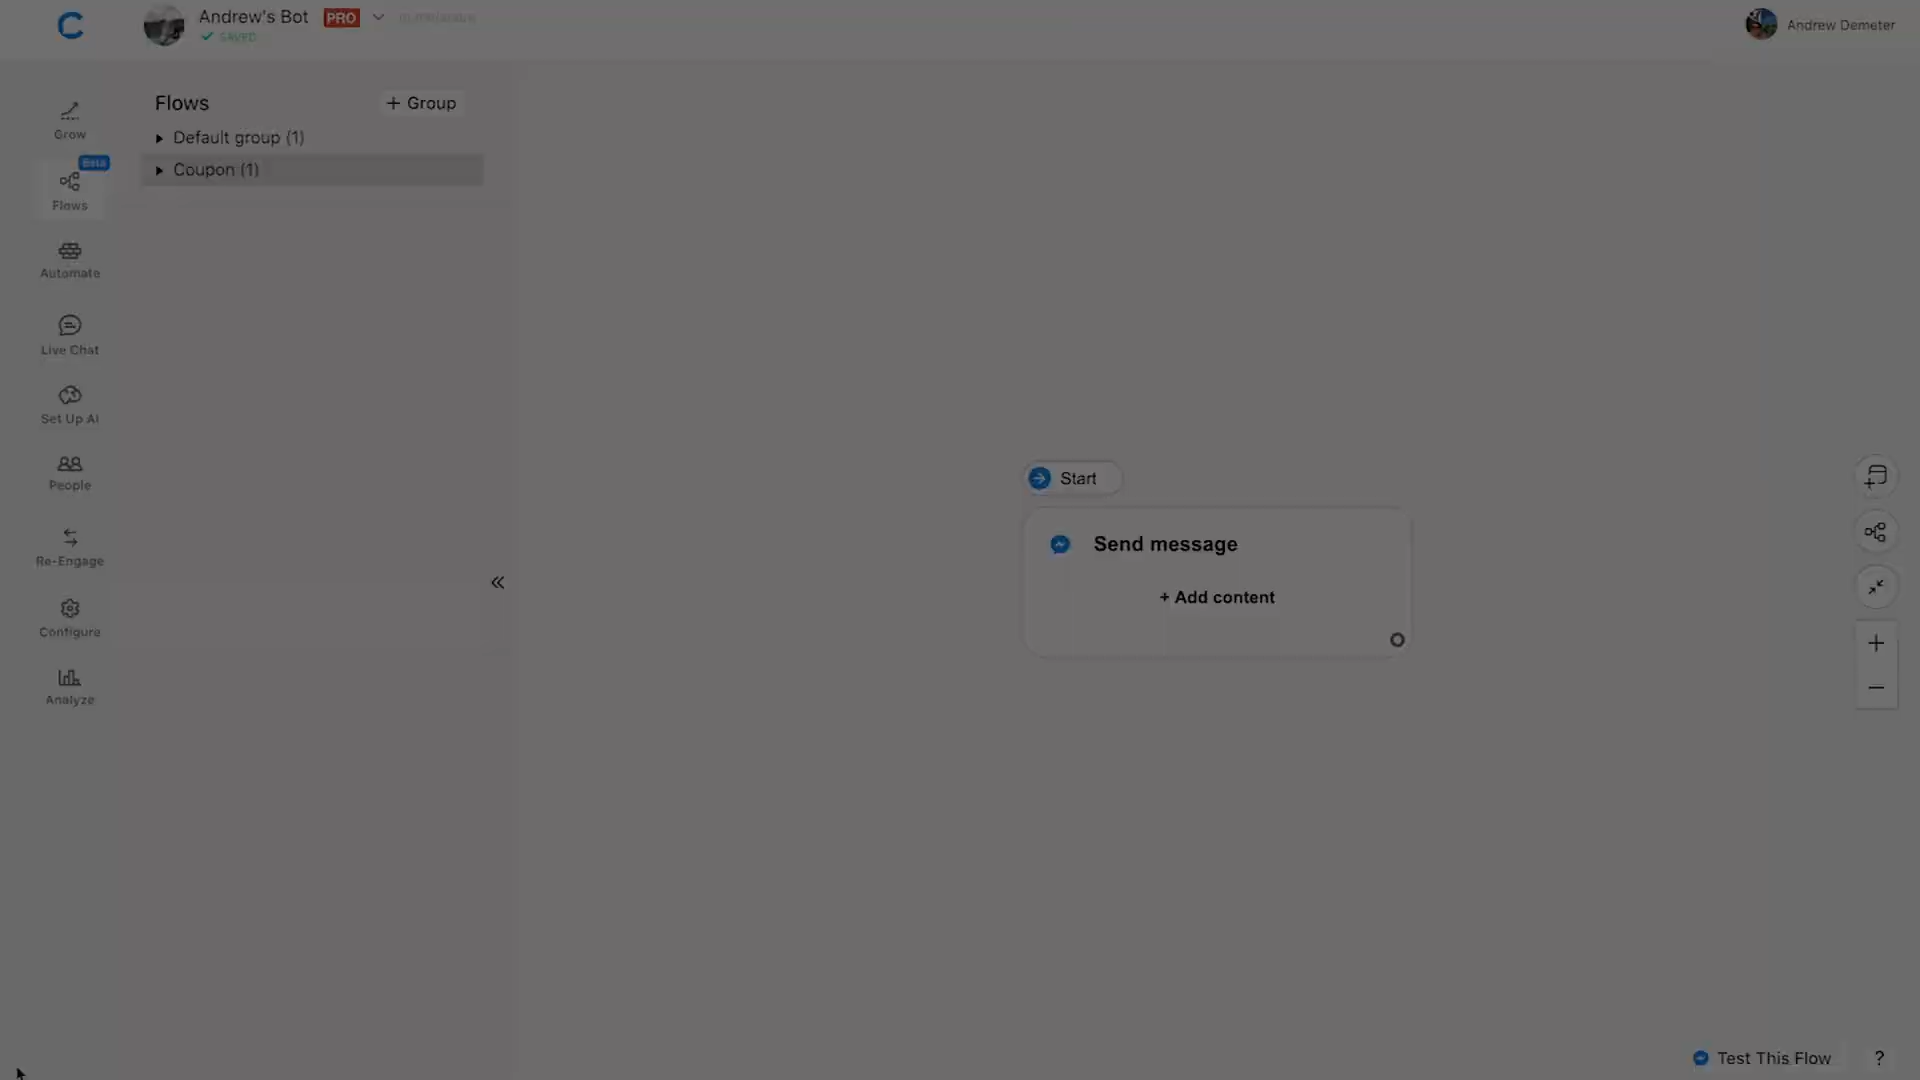 Andrew's Bot PRO
SAVED
Andrew Demeter
Grow
Beta
Flows
Automate
Live Chat
Set Up AI
People
Re-Engage
Configure
Analyze
Flows
+ Group
Default group (1)
Coupon (1)
Start
Send message
+ Add content
Test This Flow
?